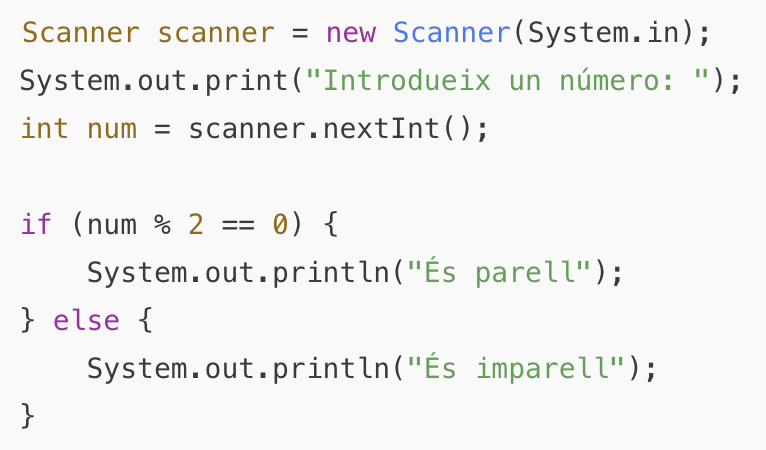 Scanner scanner = new Scanner(System.in);
System.out.print("Introdueix un número: ");
int num = scanner.nextInt();

if (num % 2 == 0) {
    System.out.println("És parell");
} else {
    System.out.println("És imparell");
}